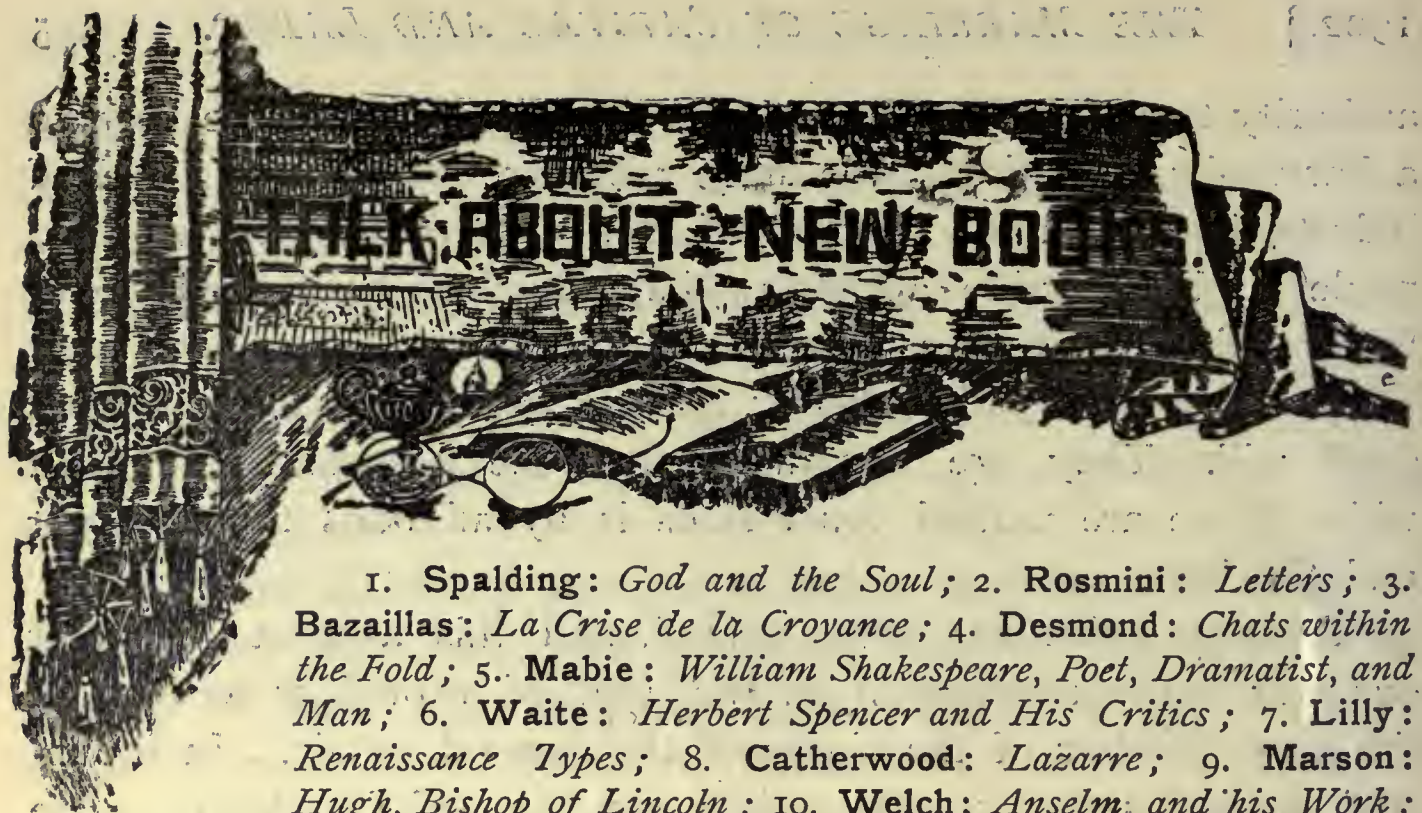 TALK ABOUT NEW BOOKS.
1. Spalding: God and the Soul; 2. Rosmini: Letters; 3.
Bazaillas: La Crise de la Croyance; 4. Desmond: Chats within
the Fold; 5. Mabie: William Shakespeare, Poet, Dramatist, and
Man; 6. Waite: Herbert Spencer and His Critics; 7. Lilly:
Renaissance Types; 8. Catherwood: Lazarre; 9. Marson:
Hugh, Bishop of Lincoln; 10. Welch: Anselm and his Work;